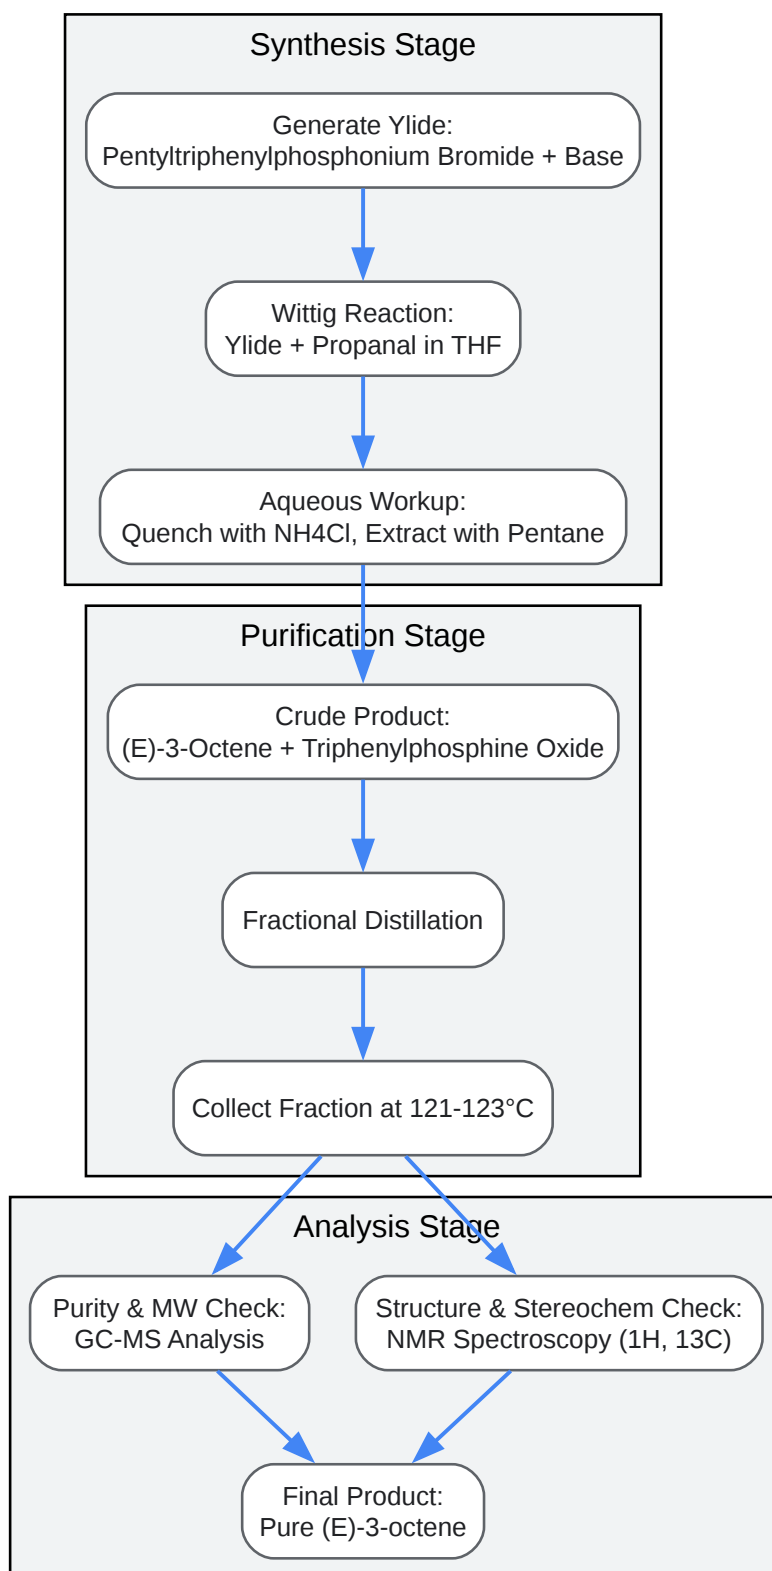 Synthesis Stage
Generate Ylide:
Pentyltriphenylphosphonium Bromide + Base
Wittig Reaction:
Ylide + Propanal in THF
Aqueous Workup:
Quench with NH4Cl, Extract with Pentane
Purification Stage
Crude Product:
(E)-3-Octene + Triphenylphosphine Oxide
Fractional Distillation
Collect Fraction at 121-123°C
Analysis Stage
Purity & MW Check:
GC-MS Analysis
Structure & Stereochem Check:
NMR Spectroscopy (1H, 13C)
Final Product:
Pure (E)-3-octene